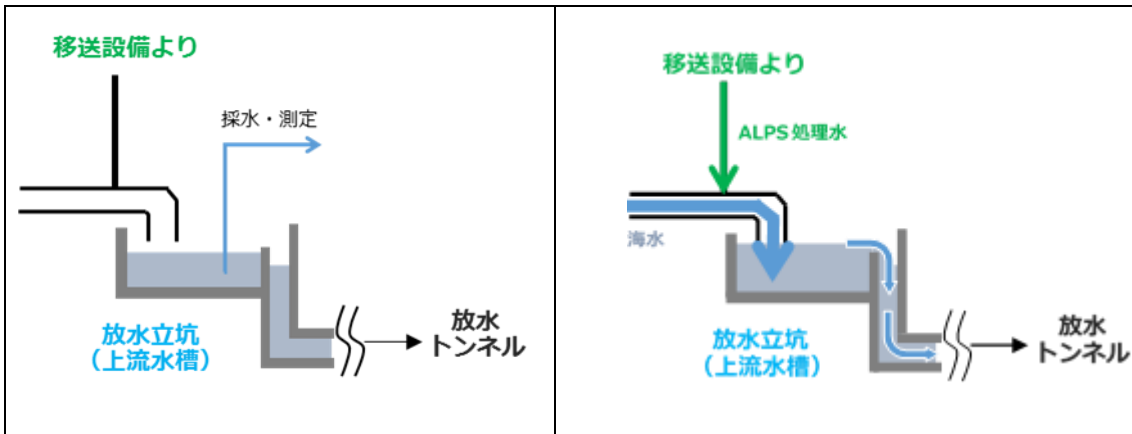 移送設備より
採水・測定
放水立坑
（上流水槽）
放水
トンネル
移送設備より
ALPS処理水
海水
放水立坑
（上流水槽）
放水
トンネル